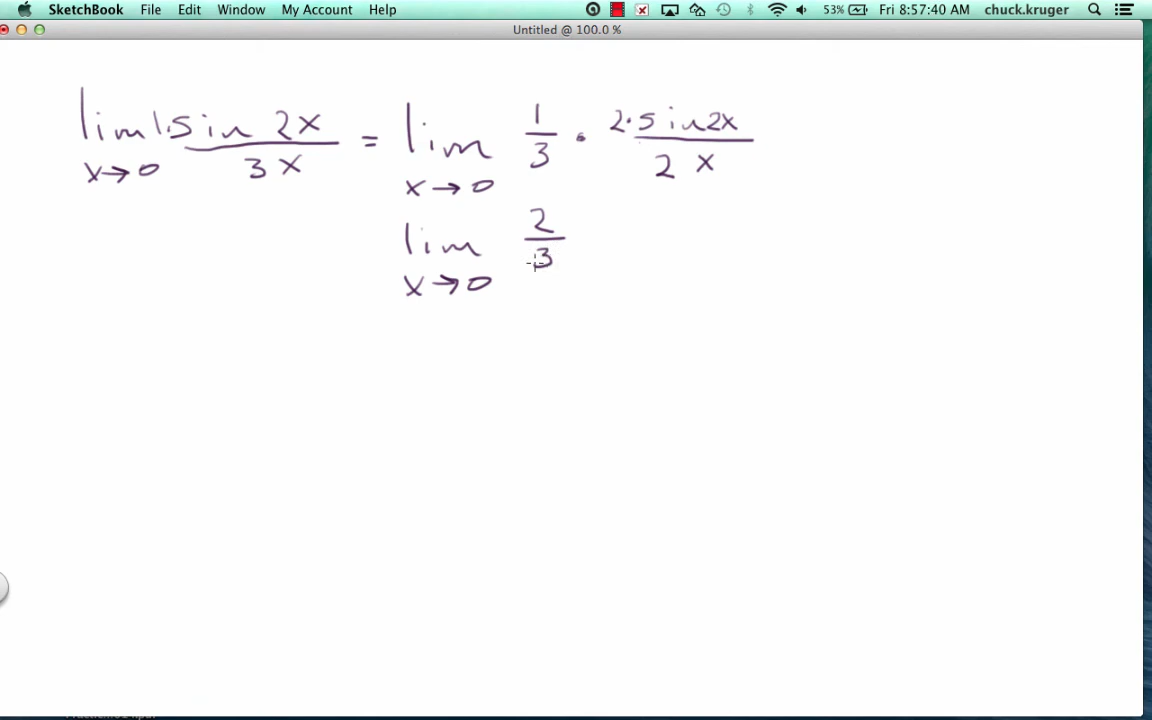 SketchBook File Edit Window My Account Help 53% Fri 8:57:40 AM chuck.kruger
Untitled @ 100.0 %
lim x→0 1·sin 2x / 3x = lim x→0 1/3 · 2·sin2x / 2x
lim x→0 2/3